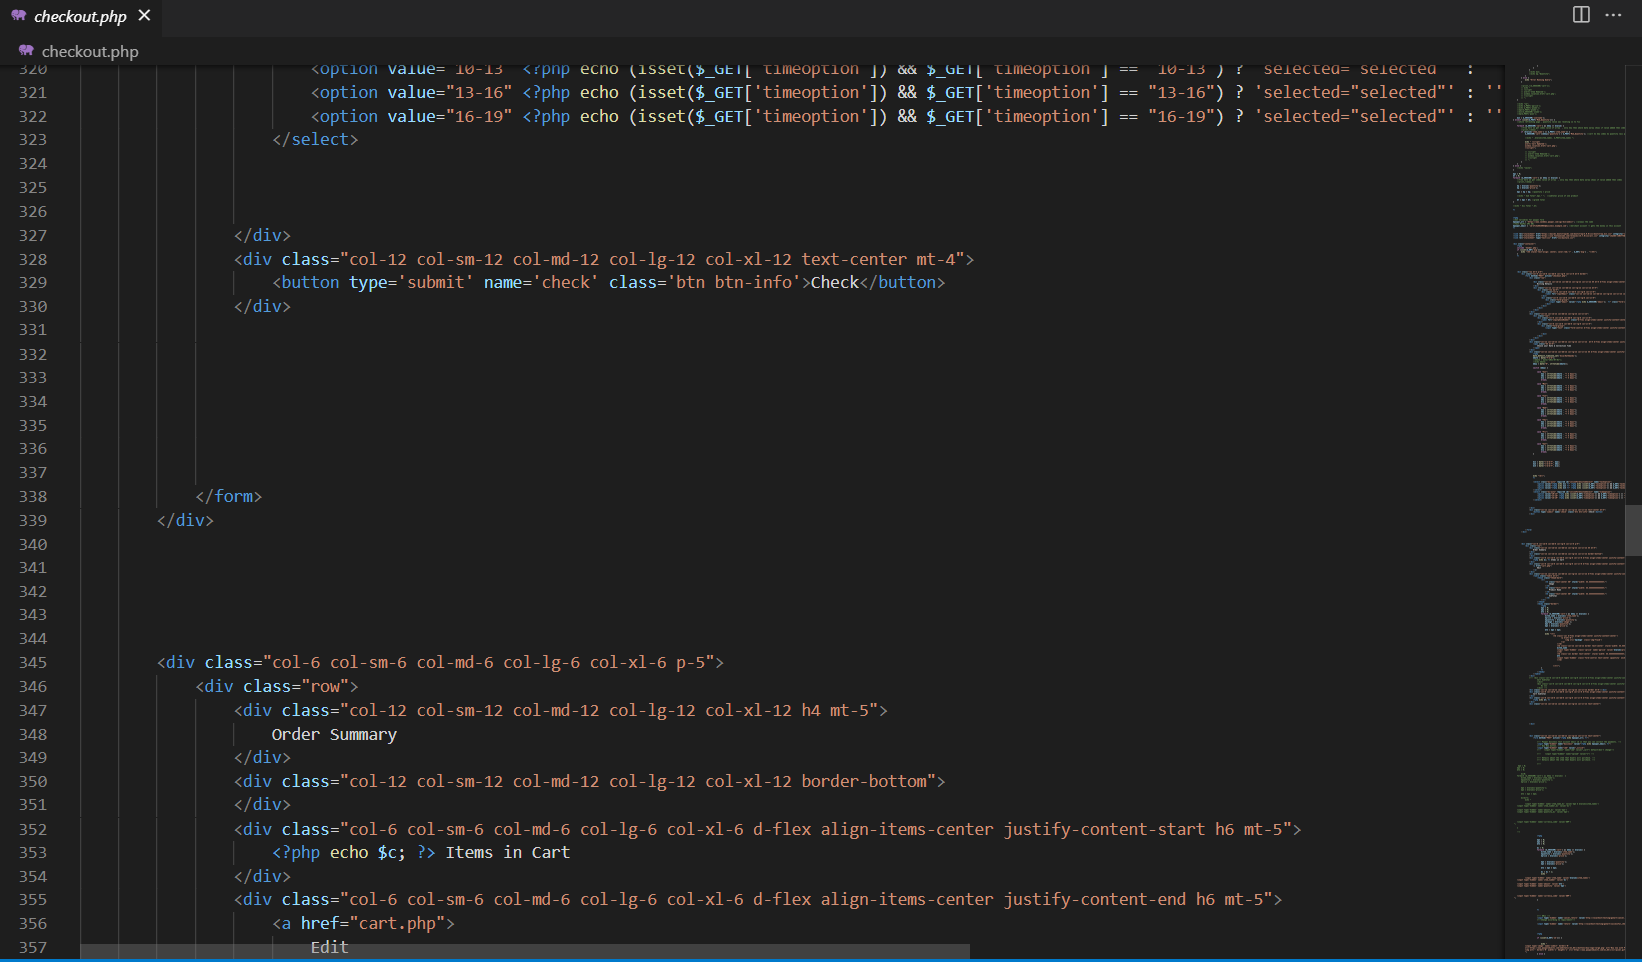 checkout.php
checkout.php
320 <option value="10-13" <?php echo (isset($_GET['timeoption']) && $_GET['timeoption'] == "10-13") ? 'selected="selected"' :
321 <option value="13-16" <?php echo (isset($_GET['timeoption']) && $_GET['timeoption'] == "13-16") ? 'selected="selected"' : ''
322 <option value="16-19" <?php echo (isset($_GET['timeoption']) && $_GET['timeoption'] == "16-19") ? 'selected="selected"' : ''
323 </select>
324
325
326
327 </div>
328 <div class="col-12 col-sm-12 col-md-12 col-lg-12 col-xl-12 text-center mt-4">
329 <button type='submit' name='check' class='btn btn-info'>Check</button>
330 </div>
331
332
333
334
335
336
337
338 </form>
339 </div>
340
341
342
343
344
345 <div class="col-6 col-sm-6 col-md-6 col-lg-6 col-xl-6 p-5">
346 <div class="row">
347 <div class="col-12 col-sm-12 col-md-12 col-lg-12 col-xl-12 h4 mt-5">
348 Order Summary
349 </div>
350 <div class="col-12 col-sm-12 col-md-12 col-lg-12 col-xl-12 border-bottom">
351 </div>
352 <div class="col-6 col-sm-6 col-md-6 col-lg-6 col-xl-6 d-flex align-items-center justify-content-start h6 mt-5">
353 <?php echo $c; ?> Items in Cart
354 </div>
355 <div class="col-6 col-sm-6 col-md-6 col-lg-6 col-xl-6 d-flex align-items-center justify-content-end h6 mt-5">
356 <a href="cart.php">
357 Edit